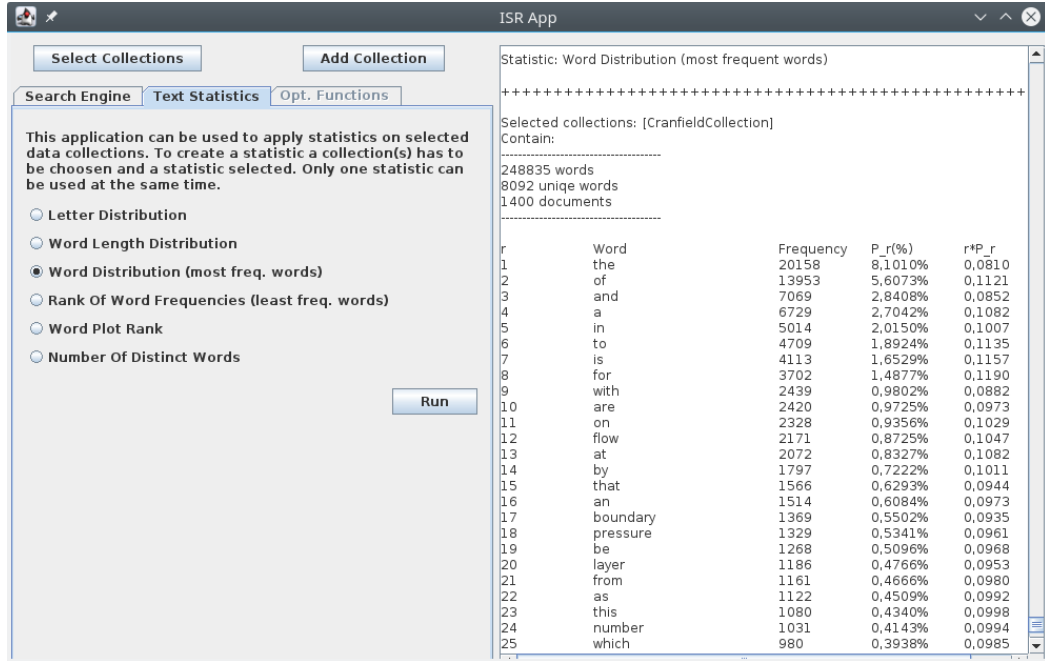 ISR App
Select Collections
Add Collection
Search Engine
Text Statistics
Opt. Functions
This application can be used to apply statistics on selected
data collections. To create a statistic a collection(s) has to
be choosen and a statistic selected. Only one statistic can
be used at the same time.
Letter Distribution
Word Length Distribution
Word Distribution (most freq. words)
Rank Of Word Frequencies (least freq. words)
Word Plot Rank
Number Of Distinct Words
Run
Statistic: Word Distribution (most frequent words)
++++++++++++++++++++++++++++++++++++++++++++++++++
Selected collections: [CranfieldCollection]
Contain:
--------------------------------------
248835 words
8092 uniqe words
1400 documents
--------------------------------------
r Word Frequency P_r(%) r*P_r
1 the 20158 8,1010% 0,0810
2 of 13953 5,6073% 0,1121
3 and 7069 2,8408% 0,0852
4 a 6729 2,7042% 0,1082
5 in 5014 2,0150% 0,1007
6 to 4709 1,8924% 0,1135
7 is 4113 1,6529% 0,1157
8 for 3702 1,4877% 0,1190
9 with 2439 0,9802% 0,0882
10 are 2420 0,9725% 0,0973
11 on 2328 0,9356% 0,1029
12 flow 2171 0,8725% 0,1047
13 at 2072 0,8327% 0,1082
14 by 1797 0,7222% 0,1011
15 that 1566 0,6293% 0,0944
16 an 1514 0,6084% 0,0973
17 boundary 1369 0,5502% 0,0935
18 pressure 1329 0,5341% 0,0961
19 be 1268 0,5096% 0,0968
20 layer 1186 0,4766% 0,0953
21 from 1161 0,4666% 0,0980
22 as 1122 0,4509% 0,0992
23 this 1080 0,4340% 0,0998
24 number 1031 0,4143% 0,0994
25 which 980 0,3938% 0,0985